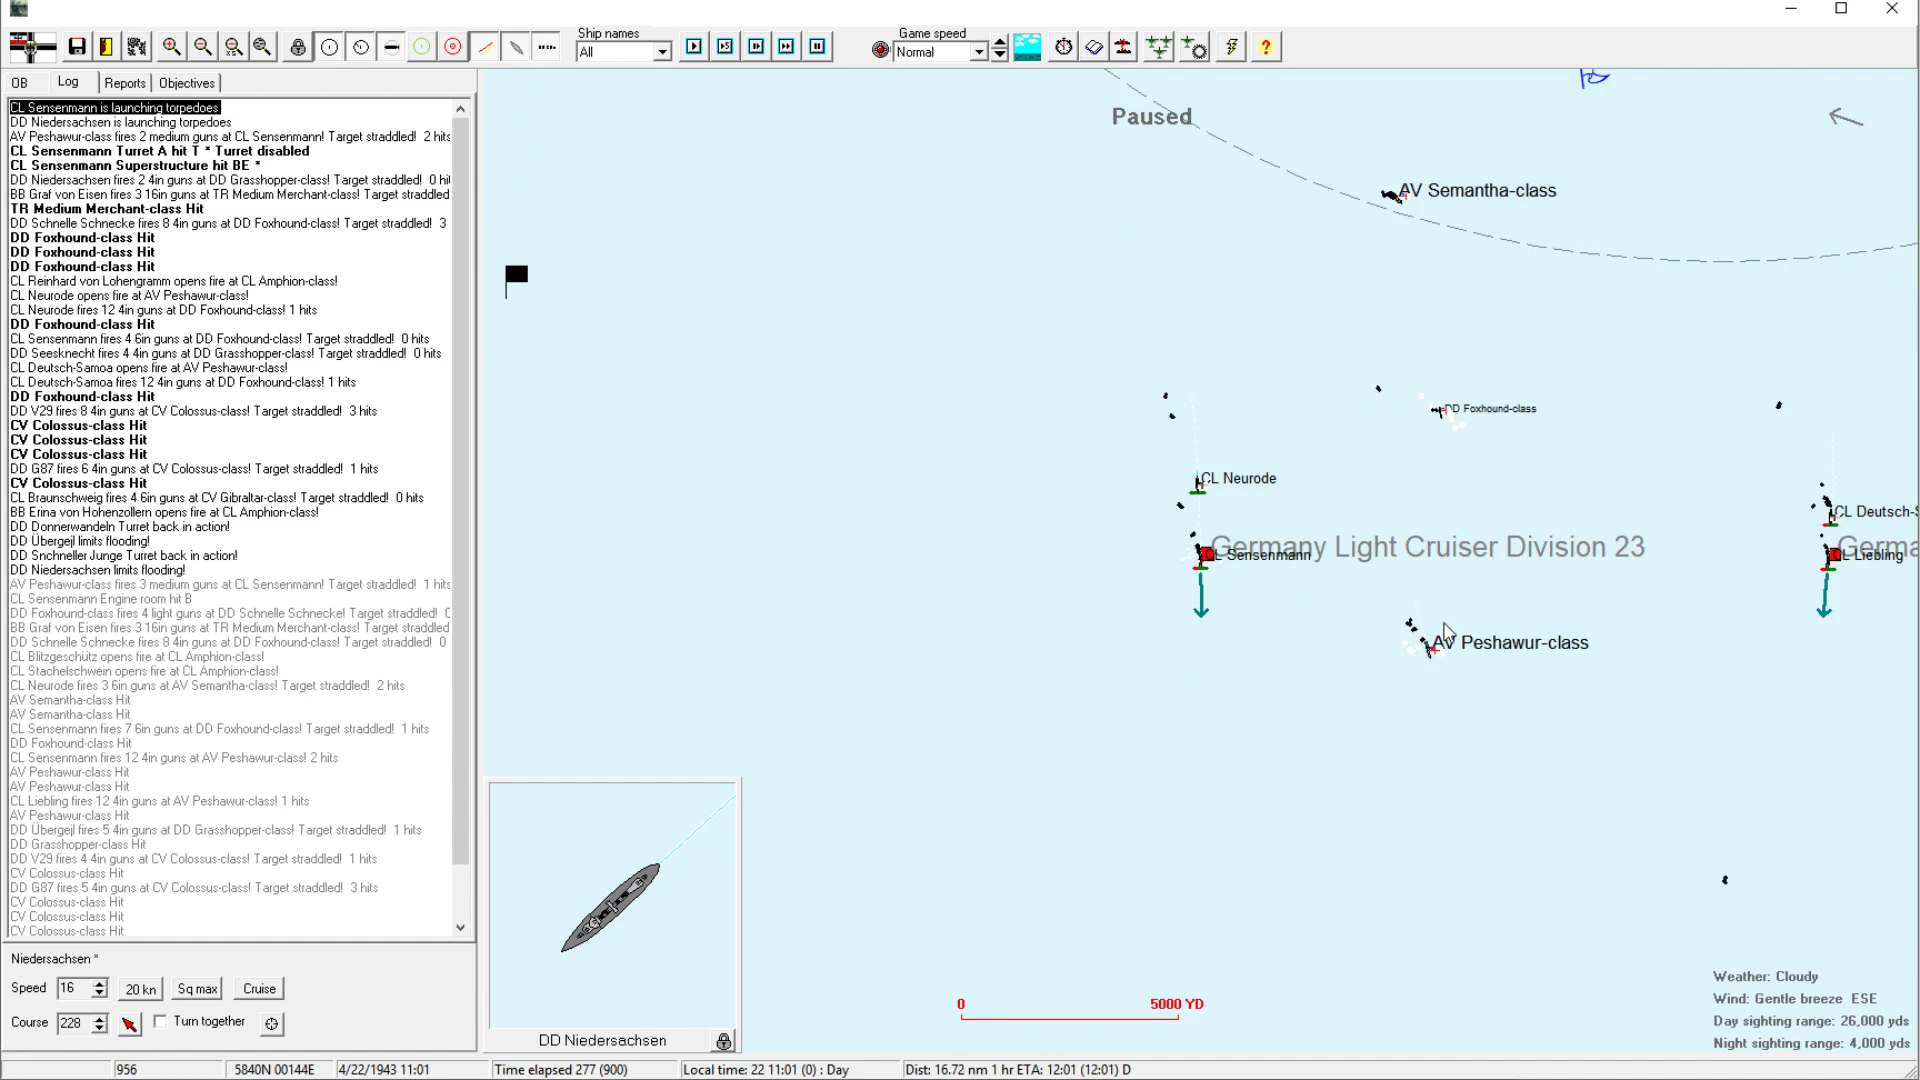 Ship names
All
Game speed
Normal
OB
Log
Reports
Objectives
CL Sensenmann is launching torpedoes
DD Niedersachsen is launching torpedoes
AV Peshawur-class fires 2 medium guns at CL Sensenmann! Target straddled!  2 hits
CL Sensenmann Turret A hit T * Turret disabled
CL Sensenmann Superstructure hit BE *
DD Niedersachsen fires 2 4in guns at DD Grasshopper-class! Target straddled!  0 hit
BB Graf von Eisen fires 3 16in guns at TR Medium Merchant-class! Target straddled
TR Medium Merchant-class Hit
DD Schnelle Schnecke fires 8 4in guns at DD Foxhound-class! Target straddled!  3
DD Foxhound-class Hit
DD Foxhound-class Hit
DD Foxhound-class Hit
CL Reinhard von Lohengramm opens fire at CL Amphion-class!
CL Neurode opens fire at AV Peshawur-class!
CL Neurode fires 12 4in guns at DD Foxhound-class! 1 hits
DD Foxhound-class Hit
CL Sensenmann fires 4 6in guns at DD Foxhound-class! Target straddled!  0 hits
DD Seesknecht fires 4 4in guns at DD Grasshopper-class! Target straddled!  0 hits
CL Deutsch-Samoa opens fire at AV Peshawur-class!
CL Deutsch-Samoa fires 12 4in guns at DD Foxhound-class! 1 hits
DD Foxhound-class Hit
DD V29 fires 8 4in guns at CV Colossus-class! Target straddled!  3 hits
CV Colossus-class Hit
CV Colossus-class Hit
CV Colossus-class Hit
DD G87 fires 6 4in guns at CV Colossus-class! Target straddled!  1 hits
CV Colossus-class Hit
CL Braunschweig fires 4 6in guns at CV Gibraltar-class! Target straddled!  0 hits
BB Erina von Hohenzollern opens fire at CL Amphion-class!
DD Donnerwandeln Turret back in action!
DD Übergejl limits flooding!
DD Snchneller Junge Turret back in action!
DD Niedersachsen limits flooding!
AV Peshawur-class fires 3 medium guns at CL Sensenmann! Target straddled!  1 hits
CL Sensenmann Engine room hit B
DD Foxhound-class fires 4 light guns at DD Schnelle Schnecke! Target straddled!
BB Graf von Eisen fires 3 16in guns at TR Medium Merchant-class! Target straddled
DD Schnelle Schnecke fires 8 4in guns at DD Foxhound-class! Target straddled!  0
CL Blitzgeschütz opens fire at CL Amphion-class!
CL Stachelschwein opens fire at CL Amphion-class!
CL Neurode fires 3 6in guns at AV Semantha-class! Target straddled!  2 hits
AV Semantha-class Hit
AV Semantha-class Hit
CL Sensenmann fires 7 6in guns at DD Foxhound-class! Target straddled!  1 hits
DD Foxhound-class Hit
CL Sensenmann fires 12 4in guns at AV Peshawur-class! 2 hits
AV Peshawur-class Hit
AV Peshawur-class Hit
CL Liebling fires 12 4in guns at AV Peshawur-class! 1 hits
AV Peshawur-class Hit
DD Übergejl fires 5 4in guns at DD Grasshopper-class! Target straddled!  1 hits
DD Grasshopper-class Hit
DD V29 fires 4 4in guns at CV Colossus-class! Target straddled!  1 hits
CV Colossus-class Hit
DD G87 fires 5 4in guns at CV Colossus-class! Target straddled!  3 hits
CV Colossus-class Hit
CV Colossus-class Hit
CV Colossus-class Hit
Niedersachsen *
Speed 16 20 kn Sq max Cruise
Course 228 Turn together
Paused
AV Semantha-class
DD Foxhound-class
CL Neurode
CL Deutsch-S
Germany Light Cruiser Division 23
Sensenmann
Germa
L Liebling
AV Peshawur-class
DD Niedersachsen
0 5000 YD
Weather: Cloudy
Wind: Gentle breeze  ESE
Day sighting range: 26,000 yds
Night sighting range: 4,000 yds
956
5840N 00144E
4/22/1943 11:01
Time elapsed 277 (900)
Local time: 22 11:01 (0) : Day
Dist: 16.72 nm 1 hr ETA: 12:01 (12:01) D